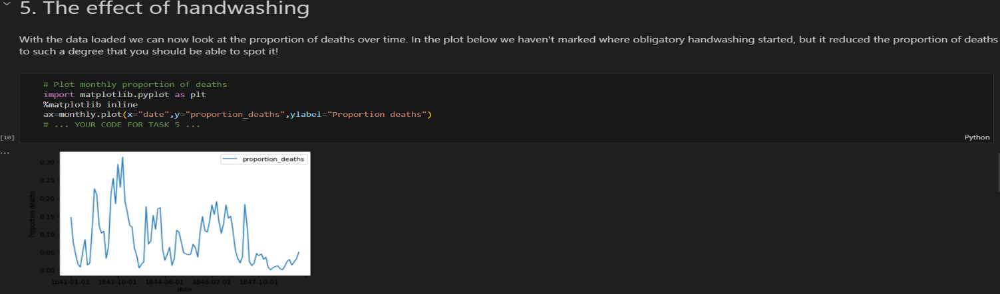 5. The effect of handwashing
With the data loaded we can now look at the proportion of deaths over time. In the plot below we haven't marked where obligatory handwashing started, but it reduced the proportion of deaths
to such a degree that you should be able to spot it!
# Plot monthly proportion of deaths
import matplotlib.pyplot as plt
%matplotlib inline
ax=monthly.plot(x="date",y="proportion_deaths",ylabel="Proportion deaths")
# ... YOUR CODE FOR TASK 5 ...
[10]
Python
...
proportion_deaths
0.30
0.25
0.20
0.15
0.10
0.05
0.00
Proportion deaths
1841-01-01 1842-10-01 1844-06-01 1846-02-01 1847-10-01
date